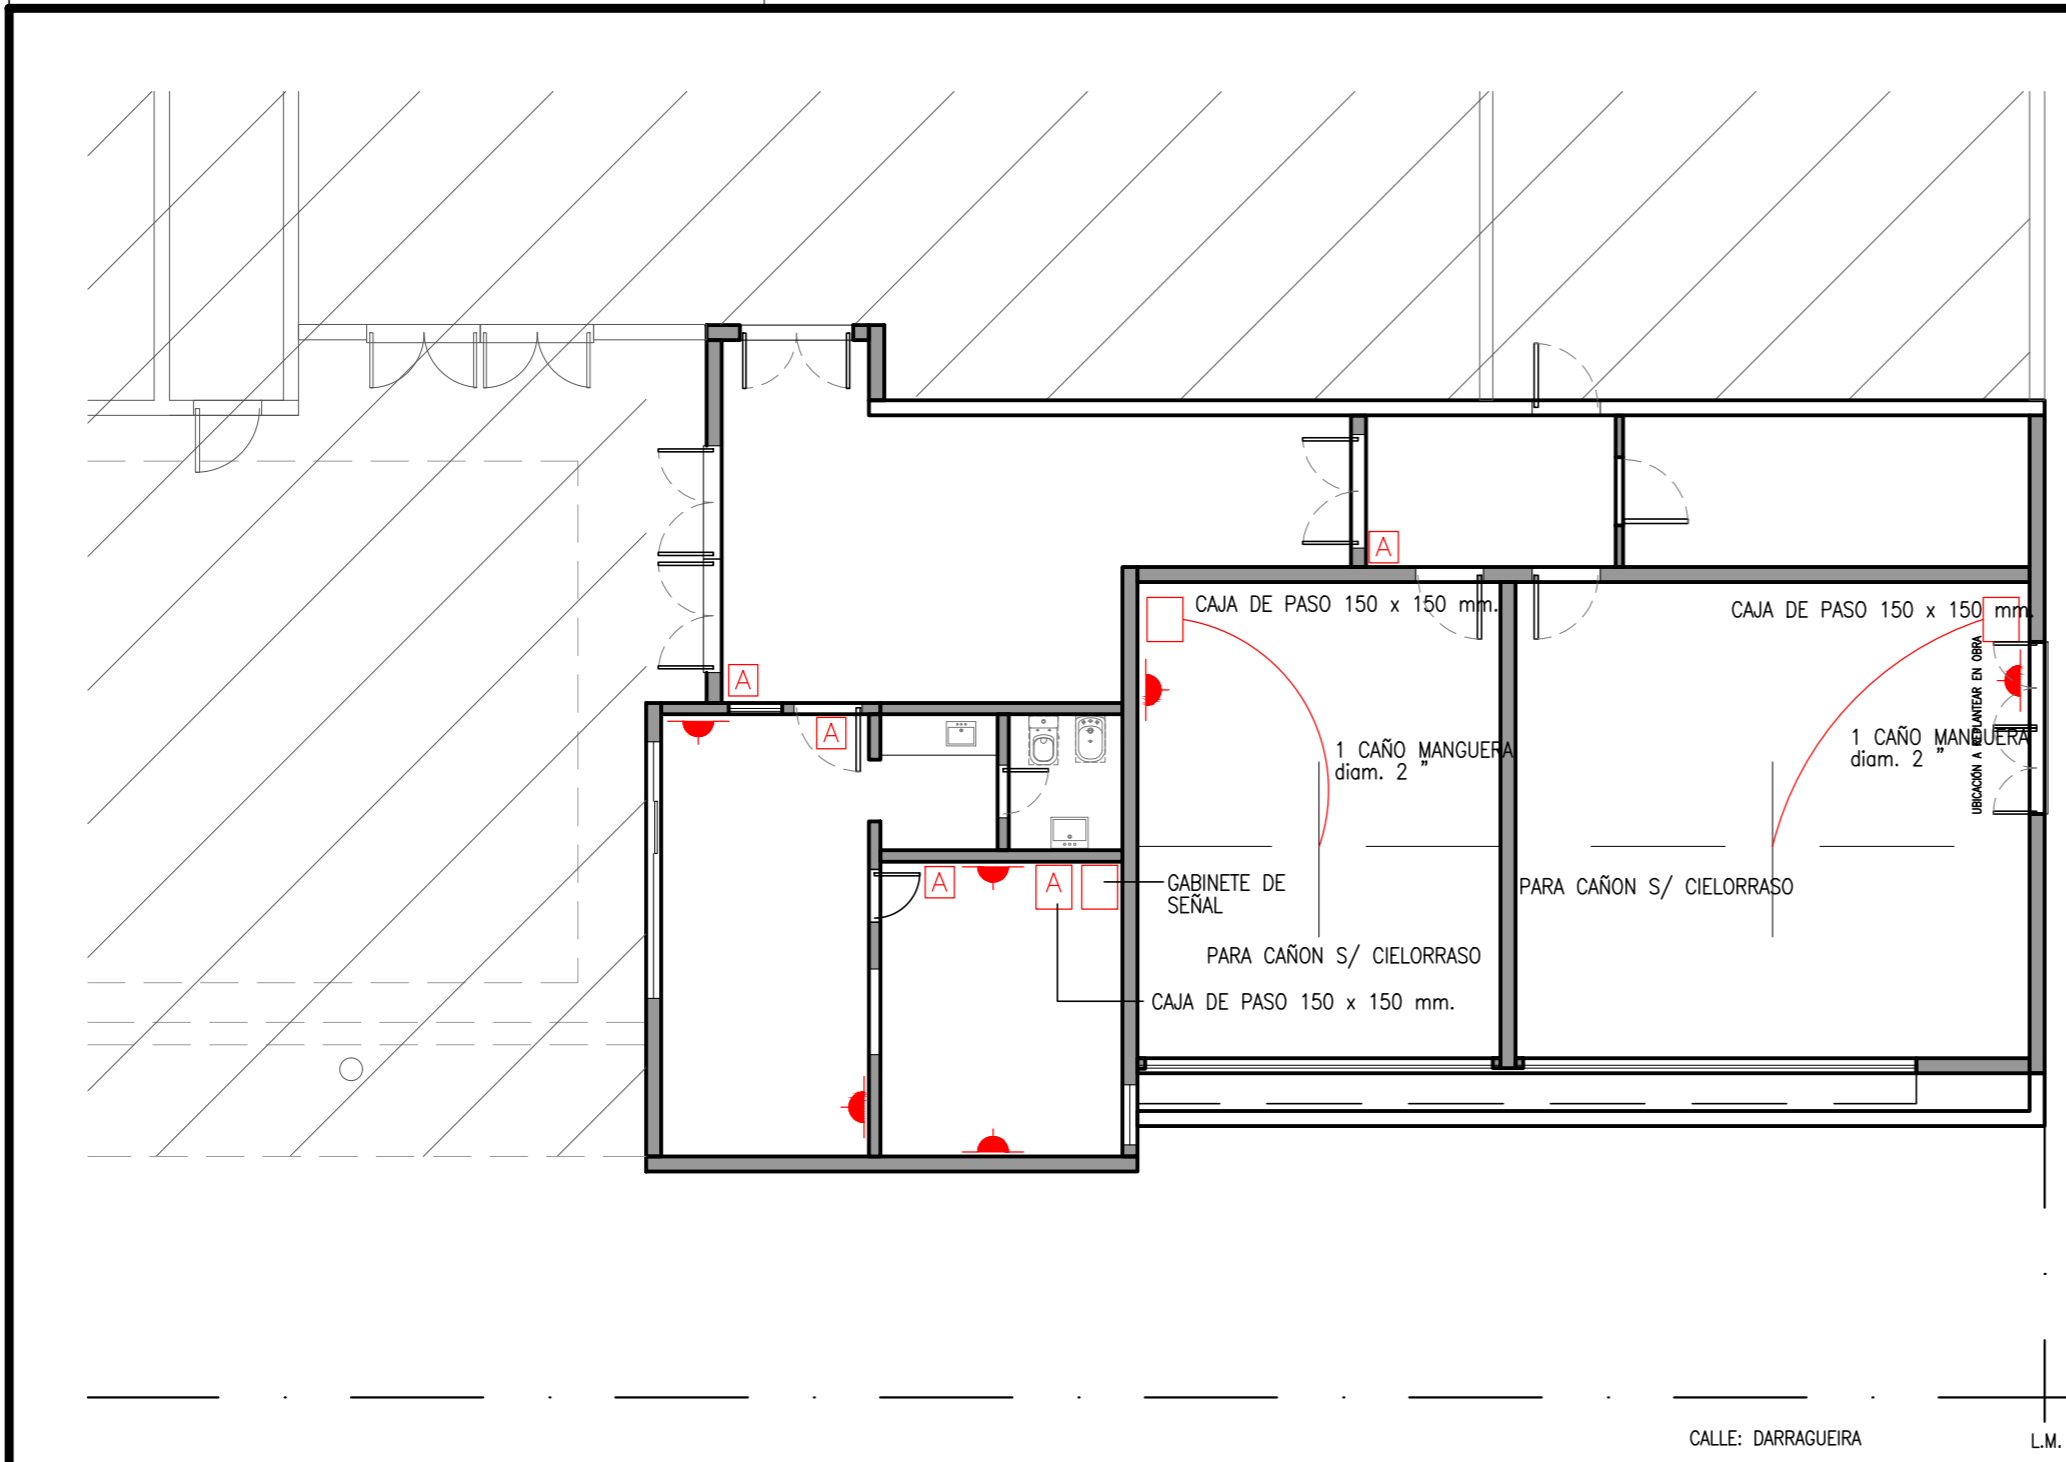 A
CAJA DE PASO 150 x 150 mm.
CAJA DE PASO 150 x 150 mm.
UBICACIÓN A REPLANTEAR EN OBRA
A
A
1 CAÑO MANGUERA
diam. 2 "
1 CAÑO MANGUERA
diam. 2 "
A
A
GABINETE DE
SEÑAL
PARA CAÑON S/ CIELORRASO
PARA CAÑON S/ CIELORRASO
CAJA DE PASO 150 x 150 mm.
CALLE: DARRAGUEIRA
L.M.